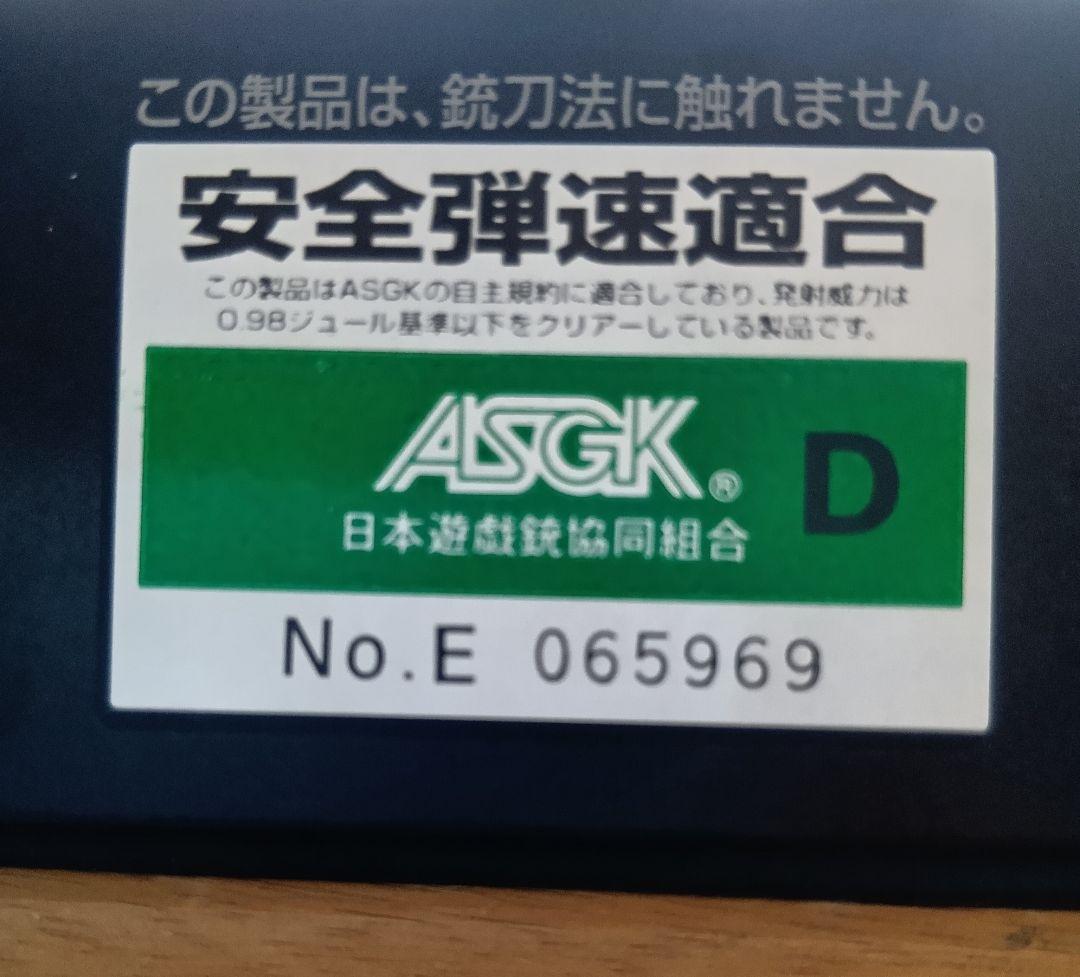 この製品は、銃刀法に触れません。
安全弾速適合
この製品はASGKの自主規約に適合しており、発射威力は
0.98ジュール基準以下をクリアーしている製品です。
ASGK®
D
日本遊戯銃協同組合
No.E 065969